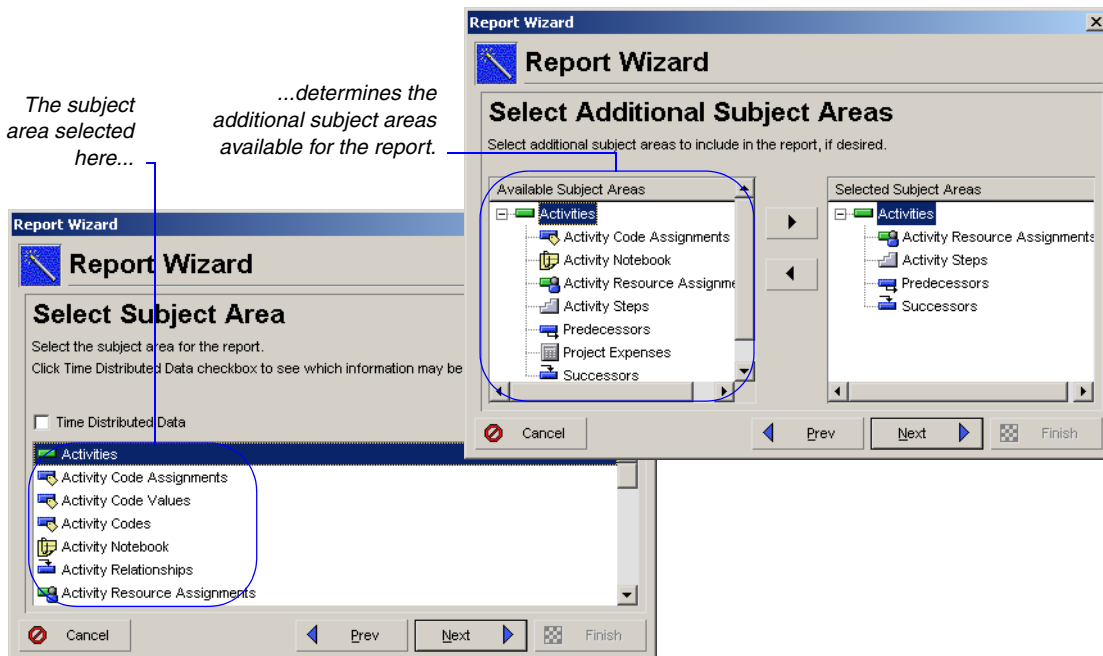 The subject
area selected
here...
...determines the
additional subject areas
available for the report.
Report Wizard
Report Wizard
Select Additional Subject Areas
Select additional subject areas to include in the report, if desired.
Available Subject Areas
Activities
Activity Code Assignments
Activity Notebook
Activity Resource Assignme
Activity Steps
Predecessors
Project Expenses
Successors
Selected Subject Areas
Activities
Activity Resource Assignments
Activity Steps
Predecessors
Successors
Cancel
Prev
Next
Finish
Report Wizard
Report Wizard
Select Subject Area
Select the subject area for the report.
Click Time Distributed Data checkbox to see which information may be
Time Distributed Data
Activities
Activity Code Assignments
Activity Code Values
Activity Codes
Activity Notebook
Activity Relationships
Activity Resource Assignments
Cancel
Prev
Next
Finish